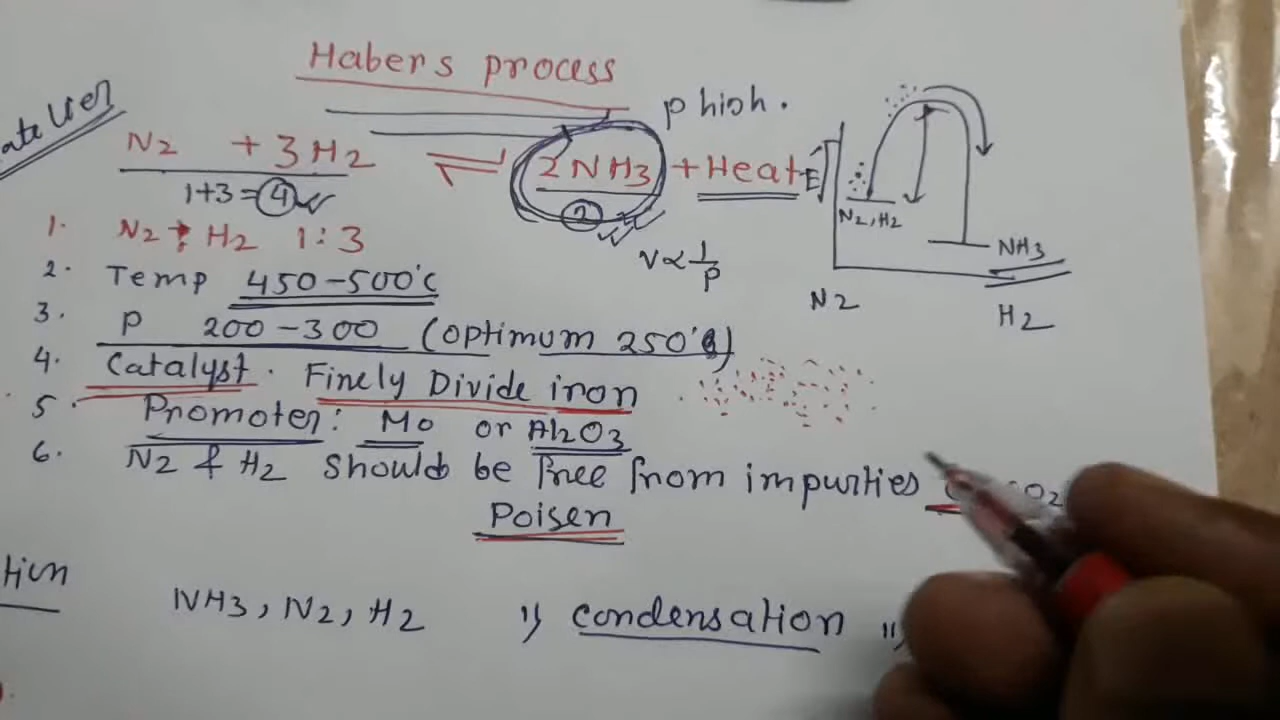 Habers process
P high.
N2 + 3H2 ⇌ 2NH3 + Heat
1+3=4
2
E
N2, H2
NH3
V∝1/P
N2
H2
1. N2 : H2 1:3
2. Temp 450-500°C
3. P 200-300 (optimum 250
4. Catalyst. Finely Divide iron
5. Promoter: Mo or Al2O3
6. N2 & H2 should be free from impurties
Poisen
NH3, N2, H2 1) condensation